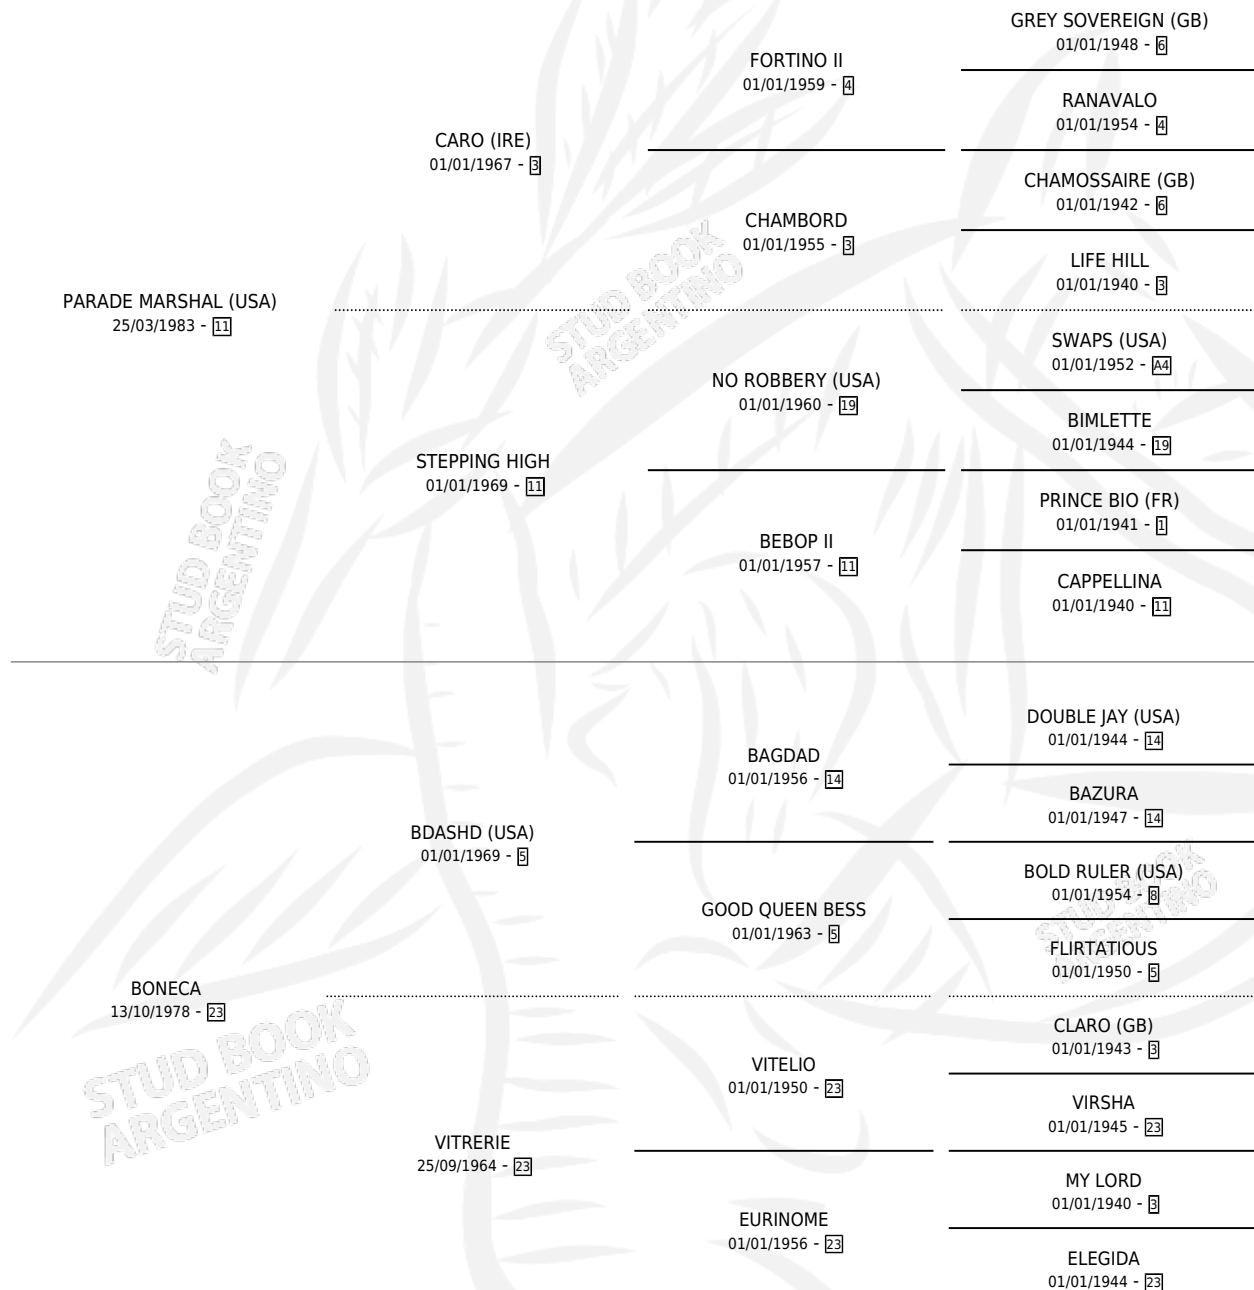 GREY SOVEREIGN (GB)
01/01/1948 - 6
FORTINO II
01/01/1959 - 4
RANAVALO
01/01/1954 - 4
CARO (IRE)
01/01/1967 - 3
CHAMOSSAIRE (GB)
01/01/1942 - 6
CHAMBORD
01/01/1955 - 3
LIFE HILL
01/01/1940 - 3
PARADE MARSHAL (USA)
25/03/1983 - 11
SWAPS (USA)
01/01/1952 - A4
NO ROBBERY (USA)
01/01/1960 - 19
BIMLETTE
01/01/1944 - 19
STEPPING HIGH
01/01/1969 - 11
PRINCE BIO (FR)
01/01/1941 - 1
BEBOP II
01/01/1957 - 11
CAPPELLINA
01/01/1940 - 11
DOUBLE JAY (USA)
01/01/1944 - 14
BAGDAD
01/01/1956 - 14
BAZURA
01/01/1947 - 14
BDASHD (USA)
01/01/1969 - 5
BOLD RULER (USA)
01/01/1954 - 8
GOOD QUEEN BESS
01/01/1963 - 5
FLIRTATIOUS
01/01/1950 - 5
BONECA
13/10/1978 - 23
CLARO (GB)
01/01/1943 - 3
VITELIO
01/01/1950 - 23
VIRSHA
01/01/1945 - 23
VITRERIE
25/09/1964 - 23
MY LORD
01/01/1940 - 3
EURINOME
01/01/1956 - 23
ELEGIDA
01/01/1944 - 23
STUD BOOK
ARGENTINO
STUD BOOK
ARGENTINO
STUD BOOK
ARGENTINO
STUD BOOK
ARGENTINO